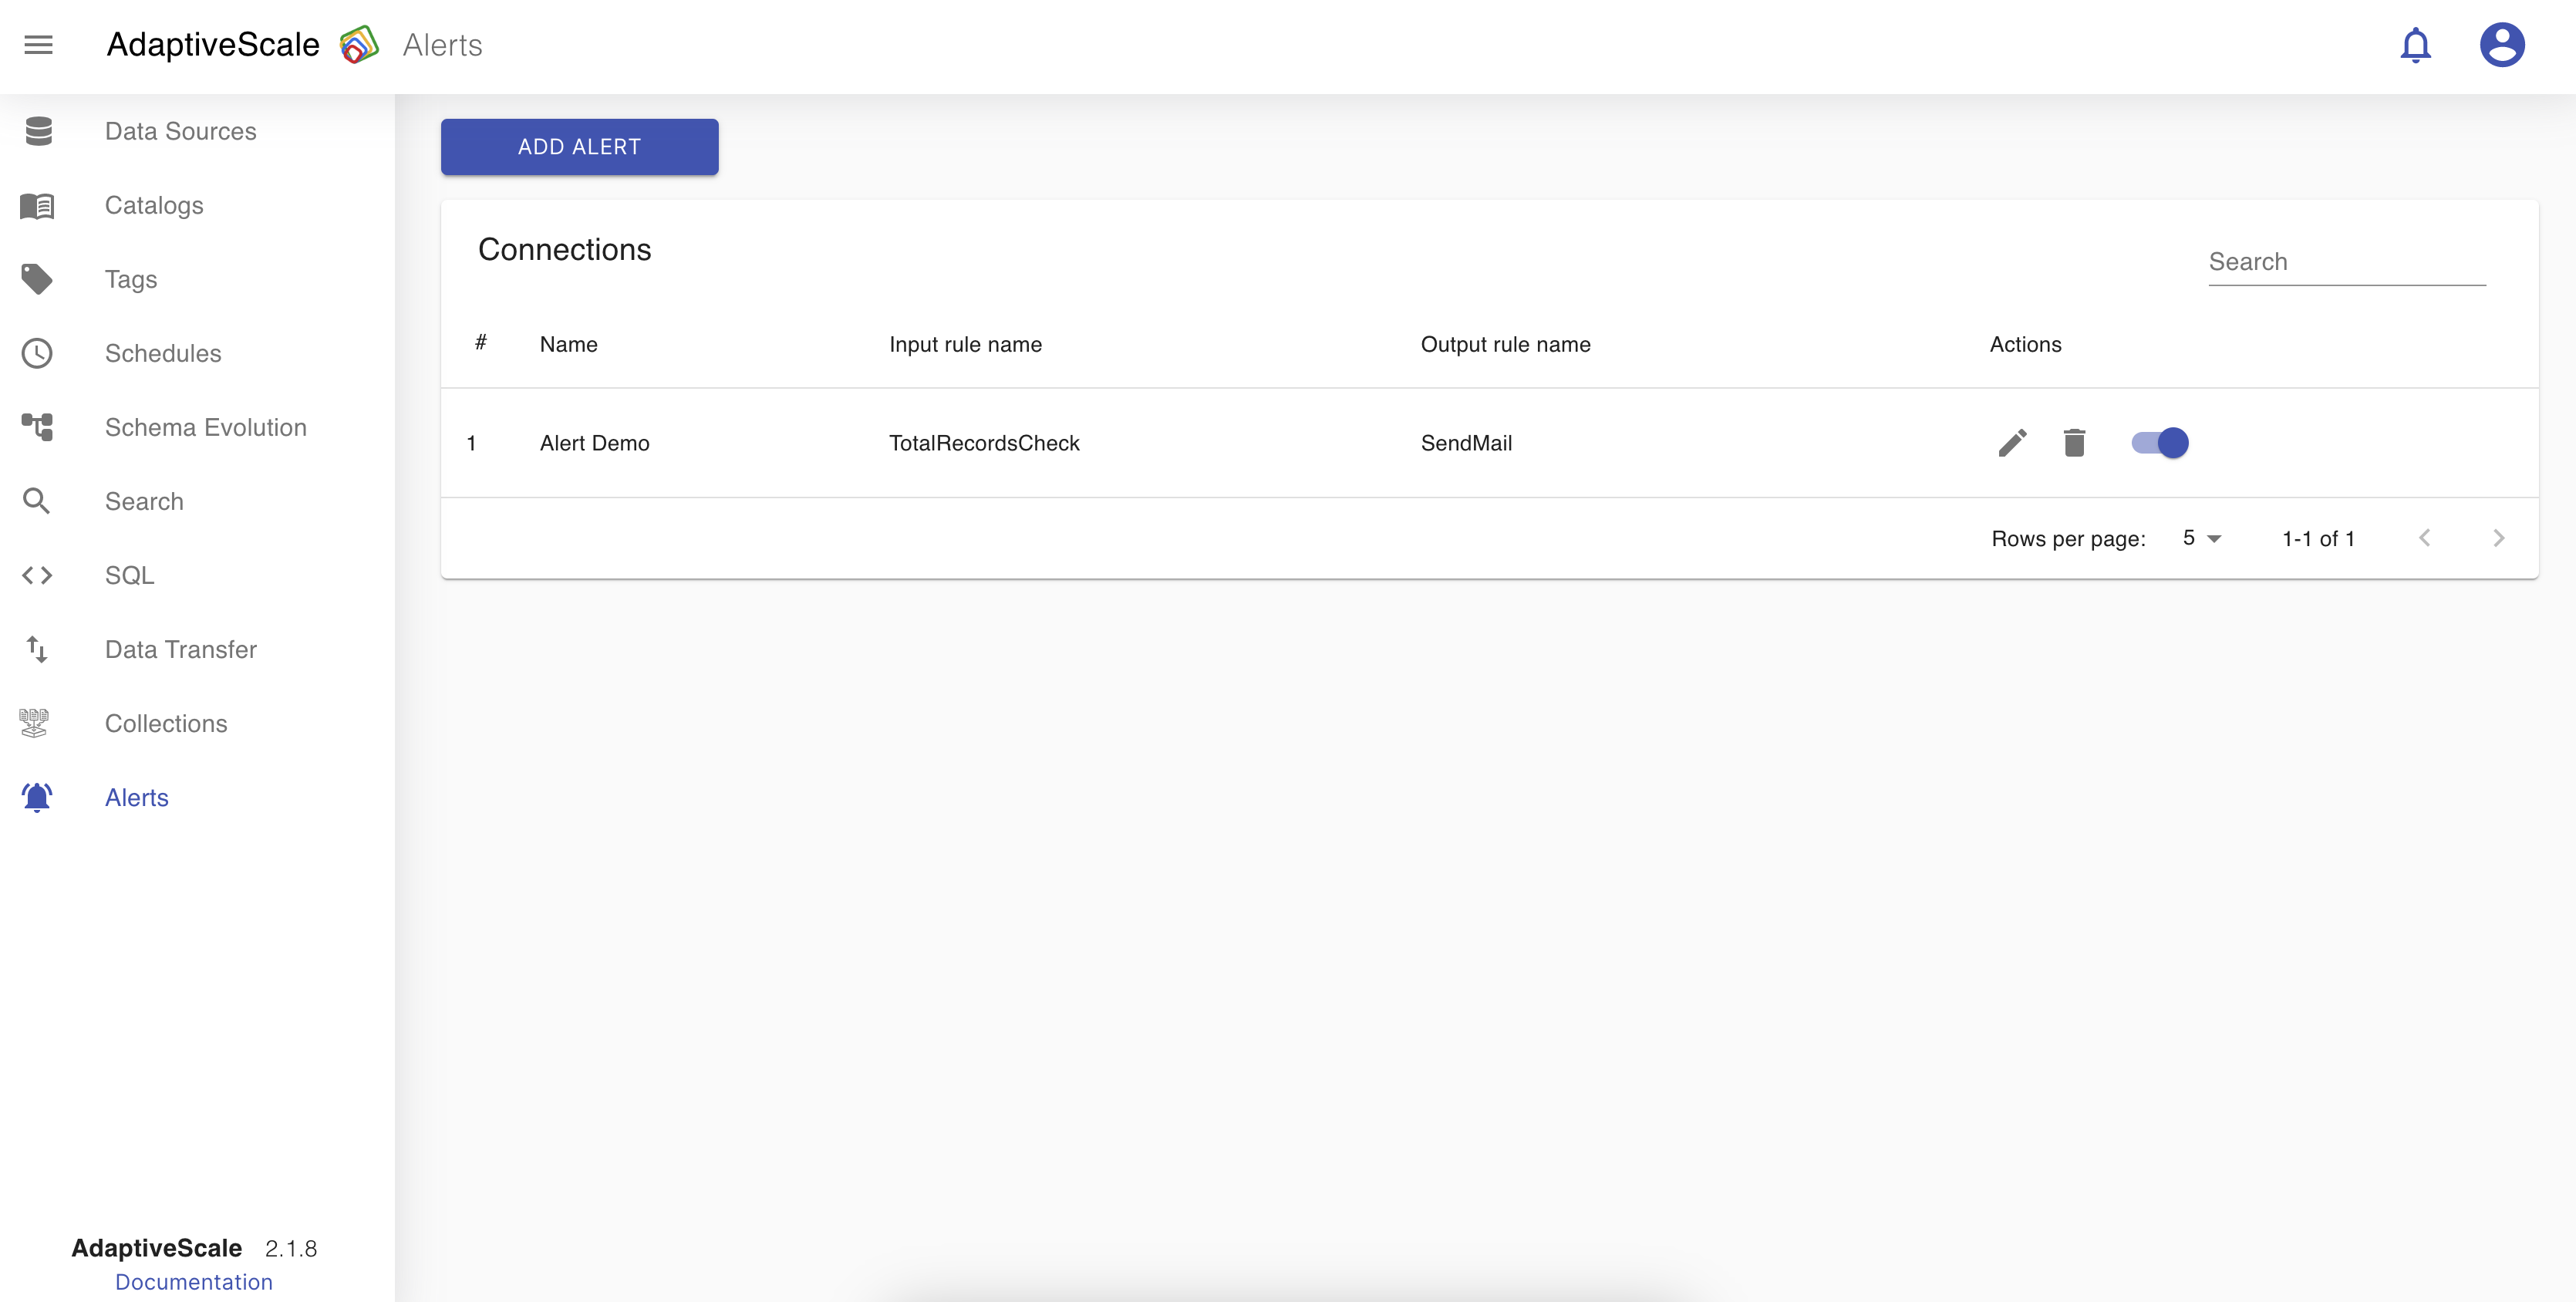 AdaptiveScale Alerts
Data Sources
Catalogs
Tags
Schedules
Schema Evolution
Search
SQL
Data Transfer
Collections
Alerts
AdaptiveScale 2.1.8
Documentation
ADD ALERT
Connections
Search
# Name Input rule name Output rule name Actions
1 Alert Demo TotalRecordsCheck SendMail
Rows per page: 5 1-1 of 1